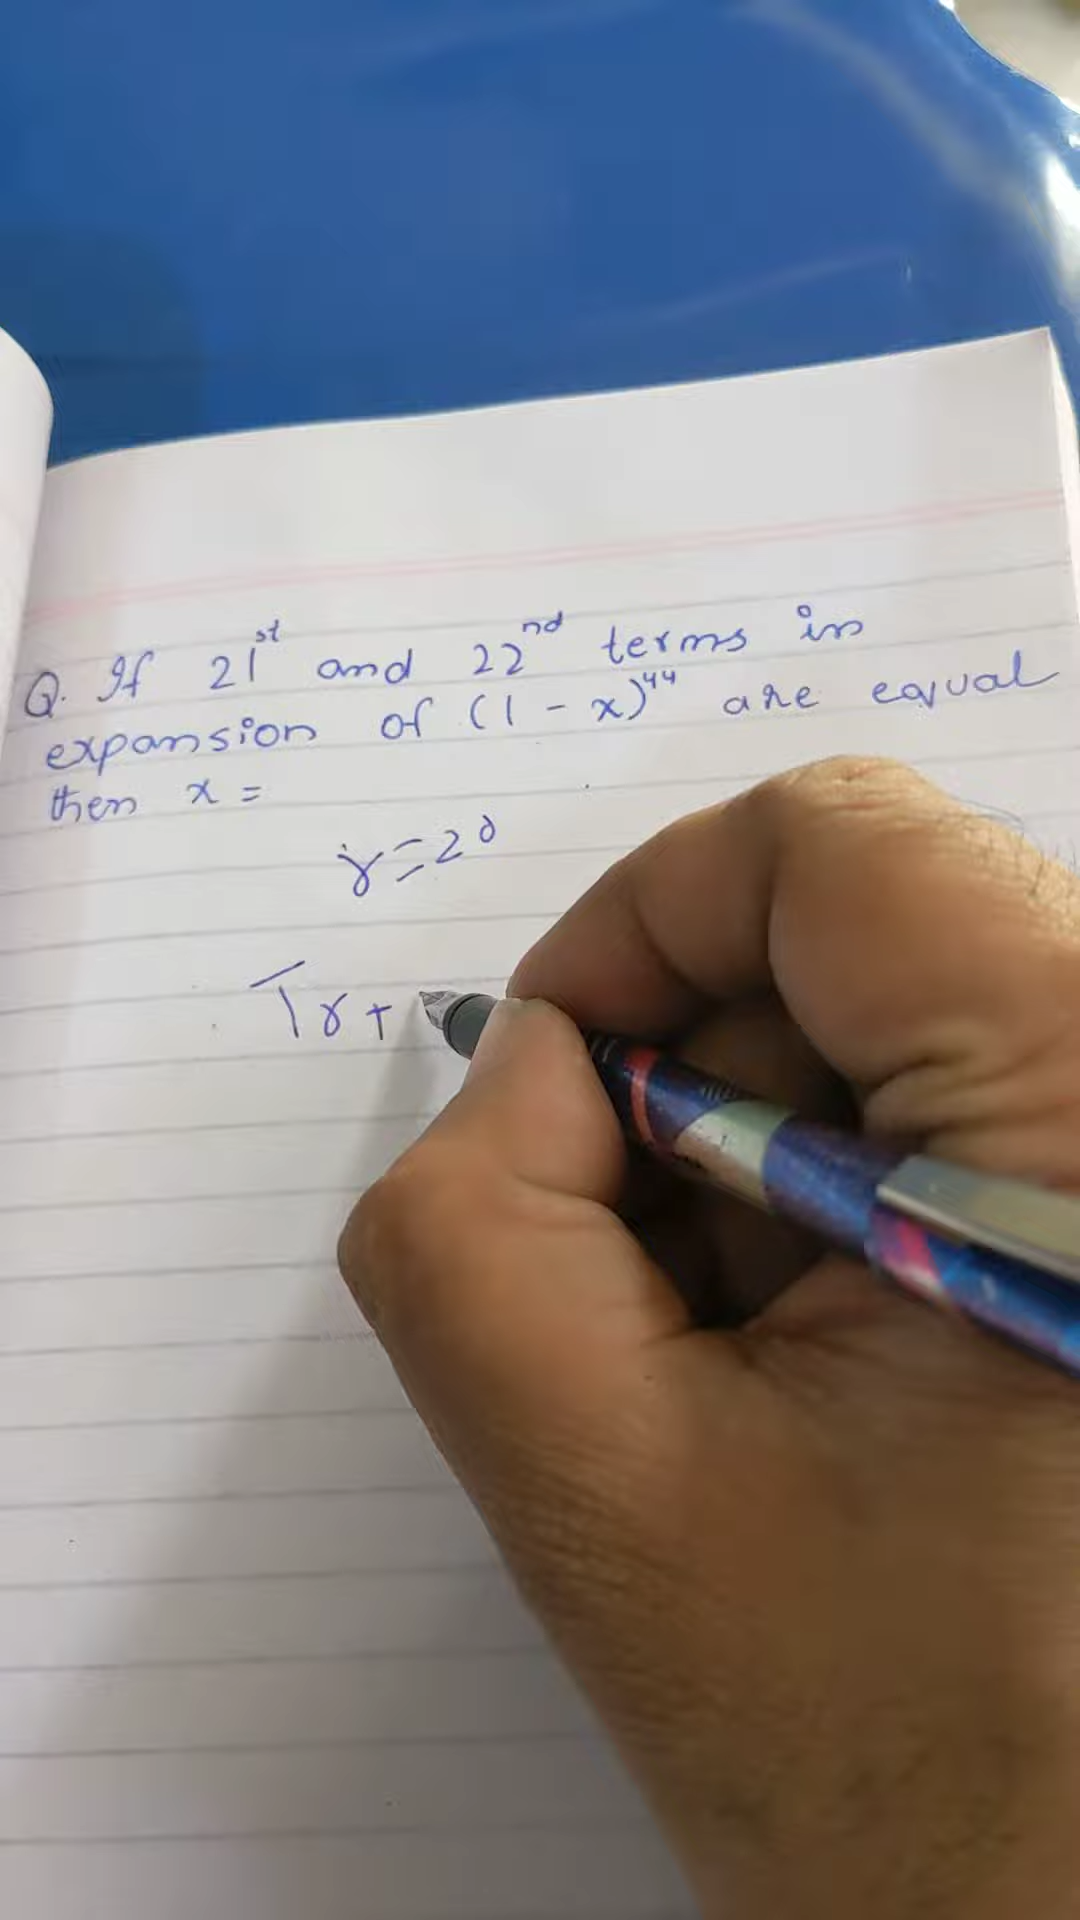 Q. If 21st and 22nd terms in
expansion of (1 - x)^44 are equal
then x =
r = 20
Tr +